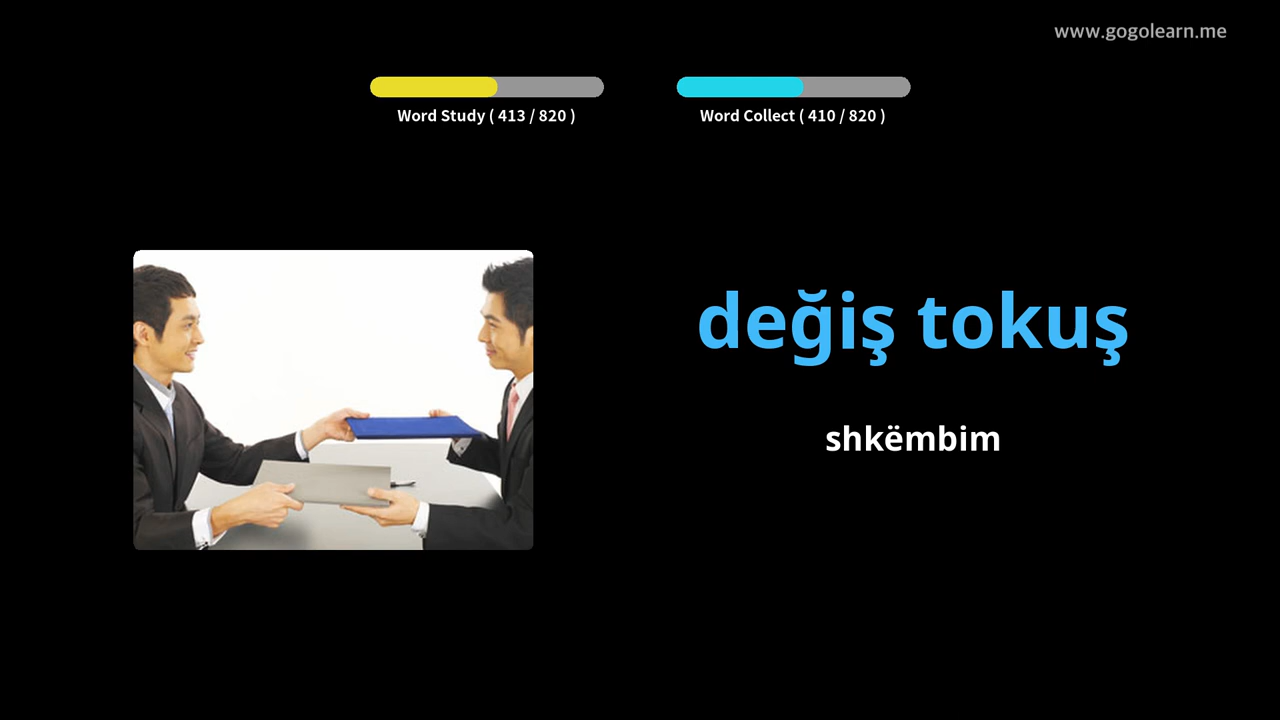 www.gogolearn.me
Word Study ( 413 / 820 )
Word Collect ( 410 / 820 )
değiş tokuş
shkëmbim